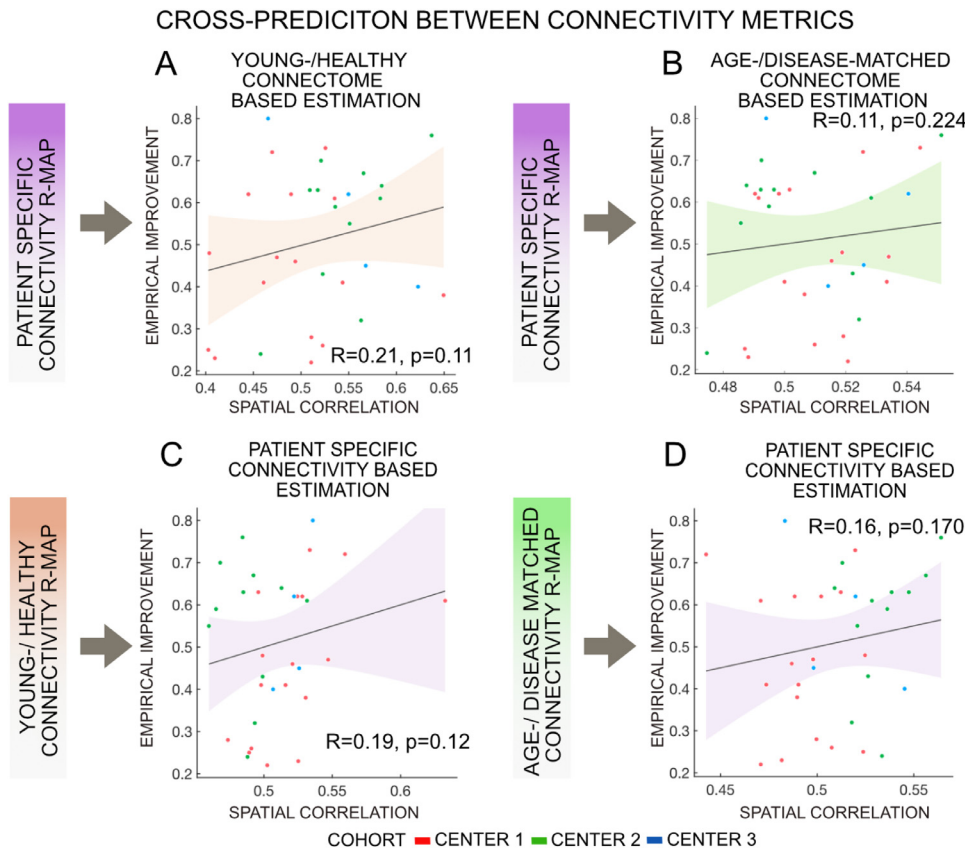 CROSS-PREDICITON BETWEEN CONNECTIVITY METRICS
PATIENT SPECIFIC
CONNECTIVITY R-MAP
A
YOUNG-/HEALTHY
CONNECTOME
BASED ESTIMATION
EMPIRICAL IMPROVEMENT
0.8
0.7
0.6
0.5
0.4
0.3
0.2
R=0.21, p=0.11
0.4 0.45 0.5 0.55 0.6 0.65
SPATIAL CORRELATION
PATIENT SPECIFIC
CONNECTIVITY R-MAP
B
AGE-/DISEASE-MATCHED
CONNECTOME
BASED ESTIMATION
R=0.11, p=0.224
EMPIRICAL IMPROVEMENT
0.8
0.7
0.6
0.5
0.4
0.3
0.2
0.48 0.5 0.52 0.54
SPATIAL CORRELATION
YOUNG-/ HEALTHY
CONNECTIVITY R-MAP
C
PATIENT SPECIFIC
CONNECTIVITY BASED
ESTIMATION
EMPIRICAL IMPROVEMENT
0.8
0.7
0.6
0.5
0.4
0.3
0.2
R=0.19, p=0.12
0.5 0.55 0.6
SPATIAL CORRELATION
AGE-/ DISEASE MATCHED
CONNECTIVITY R-MAP
D
PATIENT SPECIFIC
CONNECTIVITY BASED
ESTIMATION
R=0.16, p=0.170
EMPIRICAL IMPROVEMENT
0.8
0.7
0.6
0.5
0.4
0.3
0.2
0.45 0.5 0.55
SPATIAL CORRELATION
COHORT CENTER 1 CENTER 2 CENTER 3